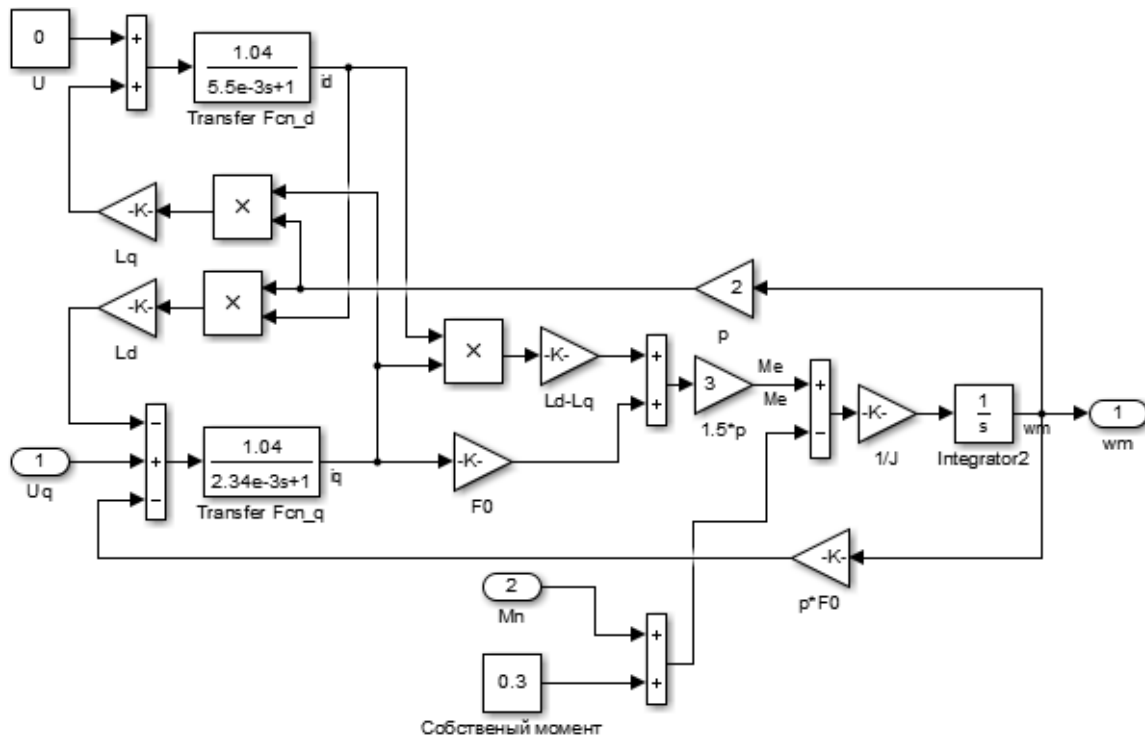 0
U
+
+
1.04
5.5e-3s+1
Transfer Fcn_d
id
-K-
Lq
×
-K-
Ld
×
2
p
×
-K-
Ld-Lq
+
+
3
1.5*p
Me
Me
+
−
-K-
1/J
1
s
Integrator2
wm
1
wm
1
Uq
−
+
−
1.04
2.34e-3s+1
Transfer Fcn_q
iq
-K-
F0
-K-
p*F0
2
Mn
+
+
0.3
Собственый момент